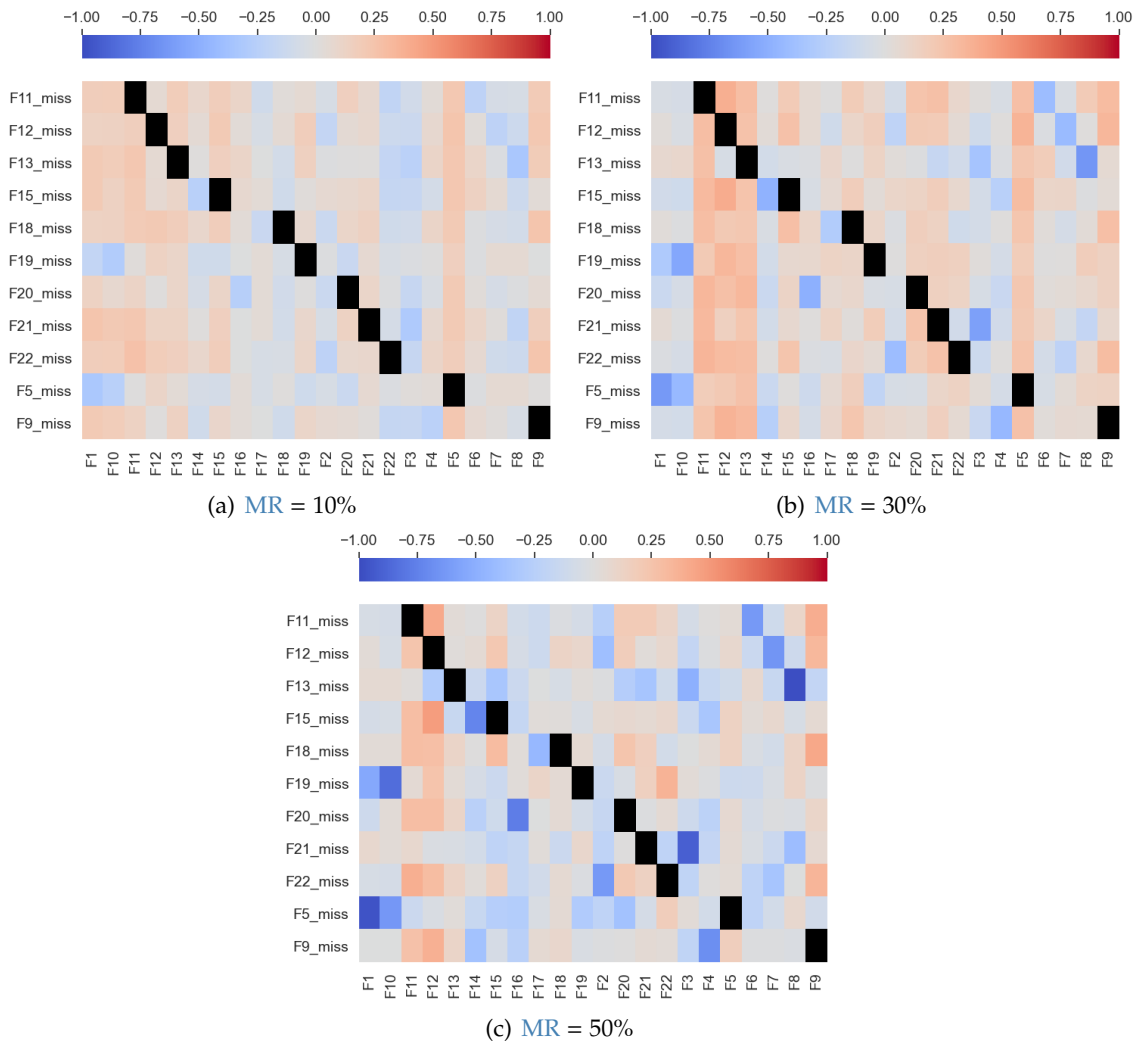 −1.00 −0.75 −0.50 −0.25 0.00 0.25 0.50 0.75 1.00
F11_miss
F12_miss
F13_miss
F15_miss
F18_miss
F19_miss
F20_miss
F21_miss
F22_miss
F5_miss
F9_miss
F1 F10 F11 F12 F13 F14 F15 F16 F17 F18 F19 F2 F20 F21 F22 F3 F4 F5 F6 F7 F8 F9
(a) MR = 10%
−1.00 −0.75 −0.50 −0.25 0.00 0.25 0.50 0.75 1.00
F11_miss
F12_miss
F13_miss
F15_miss
F18_miss
F19_miss
F20_miss
F21_miss
F22_miss
F5_miss
F9_miss
F1 F10 F11 F12 F13 F14 F15 F16 F17 F18 F19 F2 F20 F21 F22 F3 F4 F5 F6 F7 F8 F9
(b) MR = 30%
−1.00 −0.75 −0.50 −0.25 0.00 0.25 0.50 0.75 1.00
F11_miss
F12_miss
F13_miss
F15_miss
F18_miss
F19_miss
F20_miss
F21_miss
F22_miss
F5_miss
F9_miss
F1 F10 F11 F12 F13 F14 F15 F16 F17 F18 F19 F2 F20 F21 F22 F3 F4 F5 F6 F7 F8 F9
(c) MR = 50%